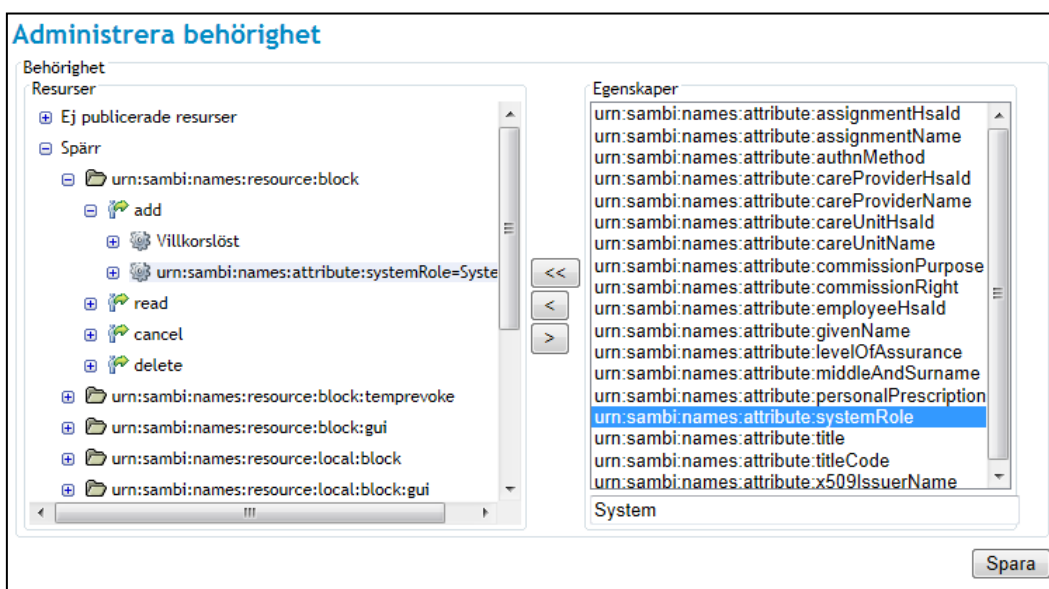 Administrera behörighet
Behörighet
Resurser
Ej publicerade resurser
Spärr
urn:sambi:names:resource:block
add
Villkorslöst
urn:sambi:names:attribute:systemRole=Syste
read
cancel
delete
urn:sambi:names:resource:block:temprevoke
urn:sambi:names:resource:block:gui
urn:sambi:names:resource:local:block
urn:sambi:names:resource:local:block:gui
<<
<
>
Egenskaper
urn:sambi:names:attribute:assignmentHsaId
urn:sambi:names:attribute:assignmentName
urn:sambi:names:attribute:authnMethod
urn:sambi:names:attribute:careProviderHsaId
urn:sambi:names:attribute:careProviderName
urn:sambi:names:attribute:careUnitHsaId
urn:sambi:names:attribute:careUnitName
urn:sambi:names:attribute:commissionPurpose
urn:sambi:names:attribute:commissionRight
urn:sambi:names:attribute:employeeHsaId
urn:sambi:names:attribute:givenName
urn:sambi:names:attribute:levelOfAssurance
urn:sambi:names:attribute:middleAndSurname
urn:sambi:names:attribute:personalPrescription
urn:sambi:names:attribute:systemRole
urn:sambi:names:attribute:title
urn:sambi:names:attribute:titleCode
urn:sambi:names:attribute:x509IssuerName
System
Spara